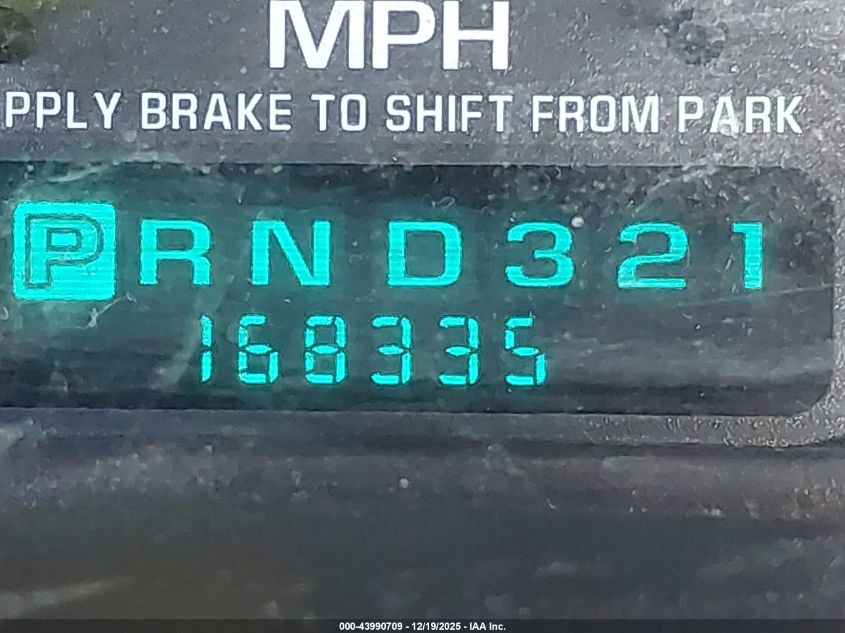 MPH
PPLY BRAKE TO SHIFT FROM PARK
P R N D 3 2 1
168335
000-43990709 - 12/19/2025 - IAA Inc.